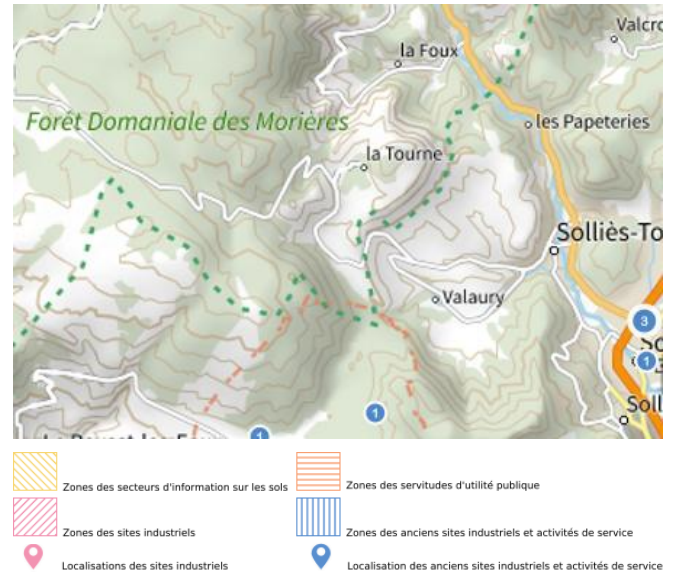 Valcro
la Foux
Forêt Domaniale des Morières
les Papeteries
la Tourne
Solliès-To
Valaury
3
1
Soll
1
1
Zones des secteurs d'information sur les sols
Zones des servitudes d'utilité publique
Zones des sites industriels
Zones des anciens sites industriels et activités de service
Localisations des sites industriels
Localisation des anciens sites industriels et activités de service